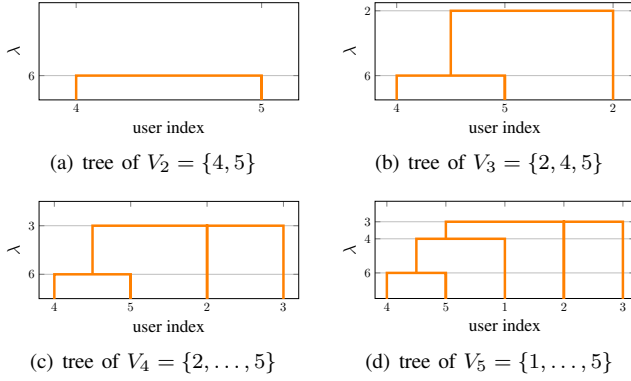 2
λ
6
6
4
5
4
5
2
user index
user index
(a) tree of V₂ = {4, 5}
(b) tree of V₃ = {2, 4, 5}
3
3
4
λ
6
6
4
5
2
3
4
5
1
2
3
user index
user index
(c) tree of V₄ = {2, . . . , 5}
(d) tree of V₅ = {1, . . . , 5}